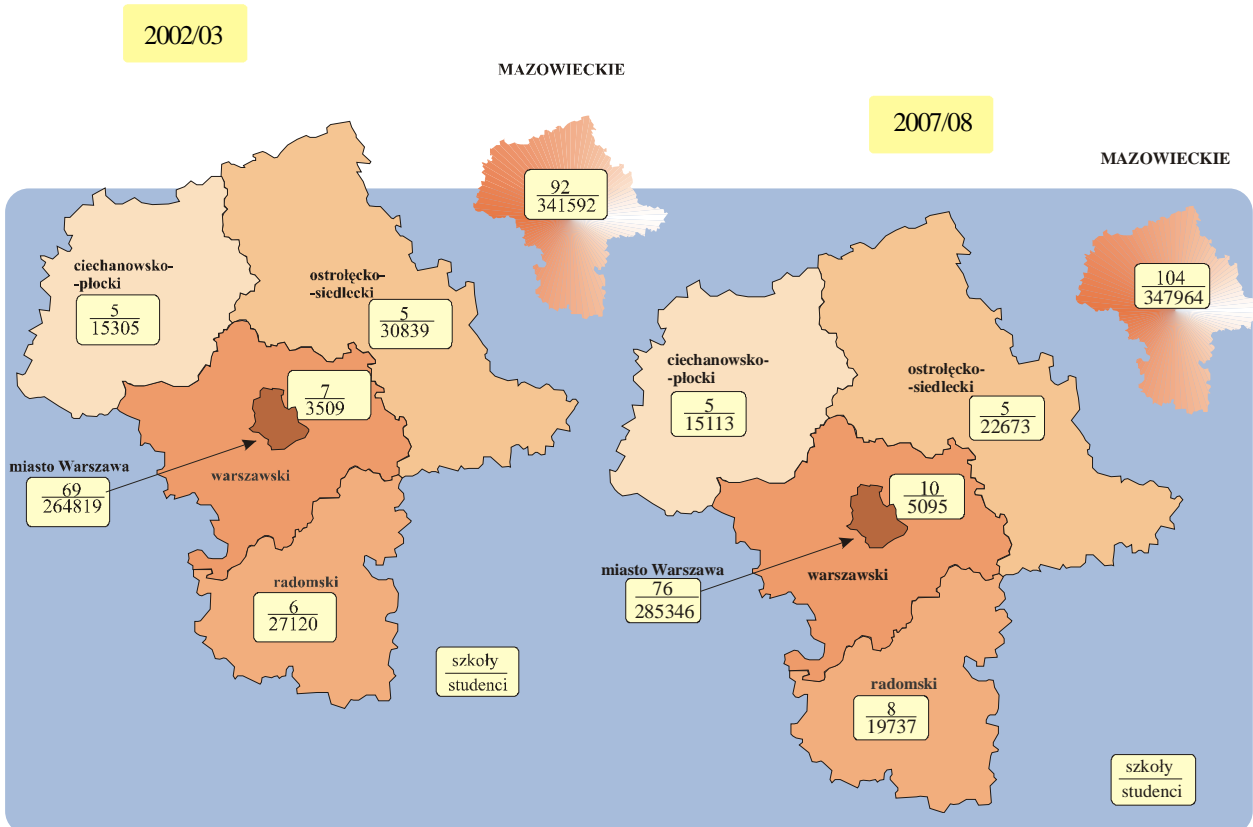 2002/03
MAZOWIECKIE
92
341592
ciechanowsko-
-płocki
5
15305
ostrołęcko-
-siedlecki
5
30839
7
3509
miasto Warszawa
69
264819
warszawski
radomski
6
27120
szkoły
studenci
2007/08
MAZOWIECKIE
104
347964
ciechanowsko-
-płocki
5
15113
ostrołęcko-
-siedlecki
5
22673
10
5095
miasto Warszawa
76
285346
warszawski
radomski
8
19737
szkoły
studenci